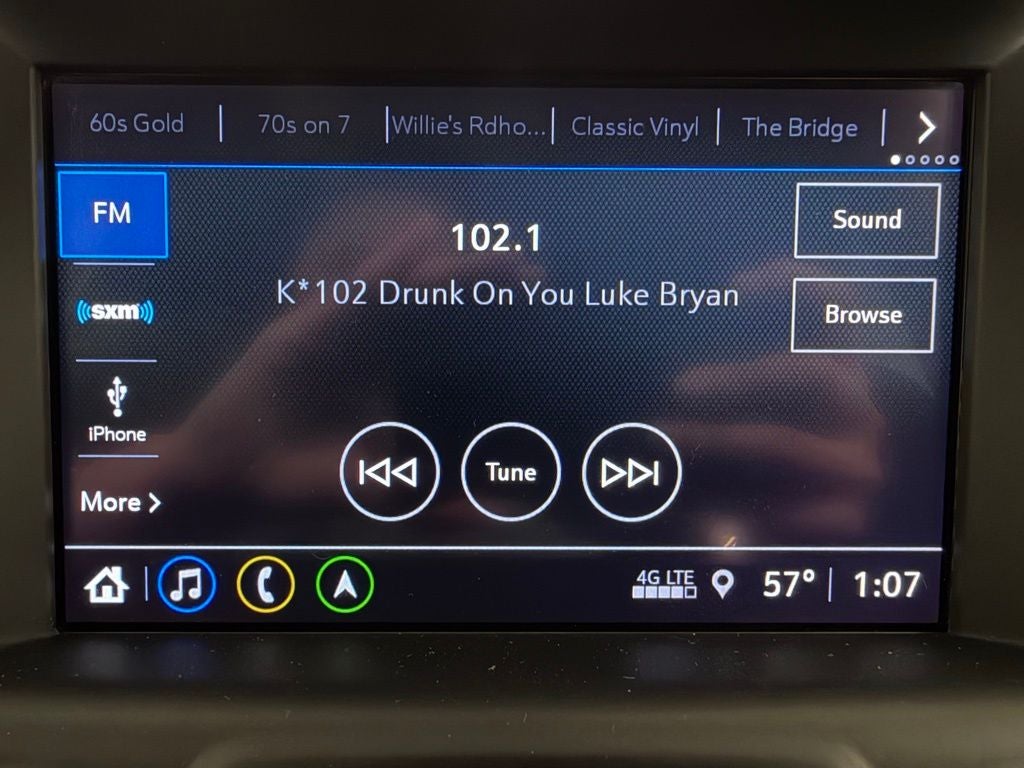 60s Gold
70s on 7
Willie's Rdho...
Classic Vinyl
The Bridge
FM
102.1
Sound
K*102 Drunk On You Luke Bryan
((sxm))
Browse
iPhone
Tune
More >
4G LTE
57°
1:07